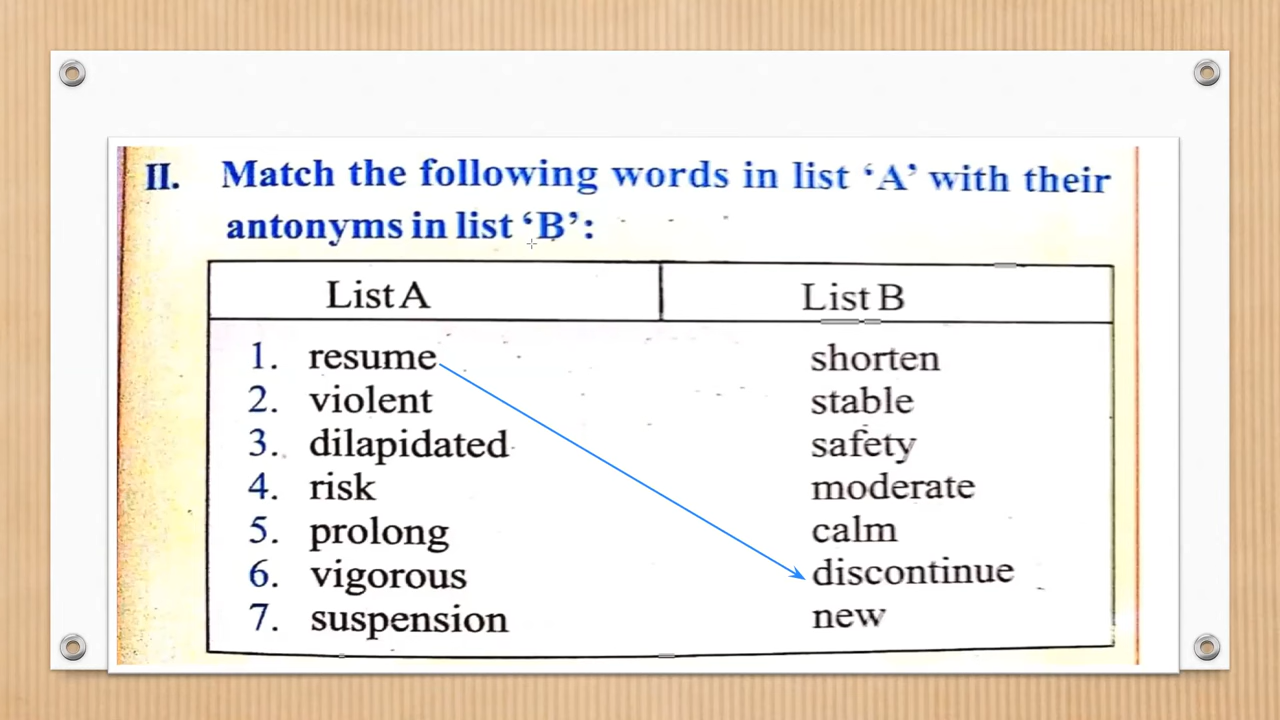 II. Match the following words in list ‘A’ with their
antonyms in list ‘B’:
List A List B
1. resume shorten
2. violent stable
3. dilapidated safety
4. risk moderate
5. prolong calm
6. vigorous discontinue
7. suspension new